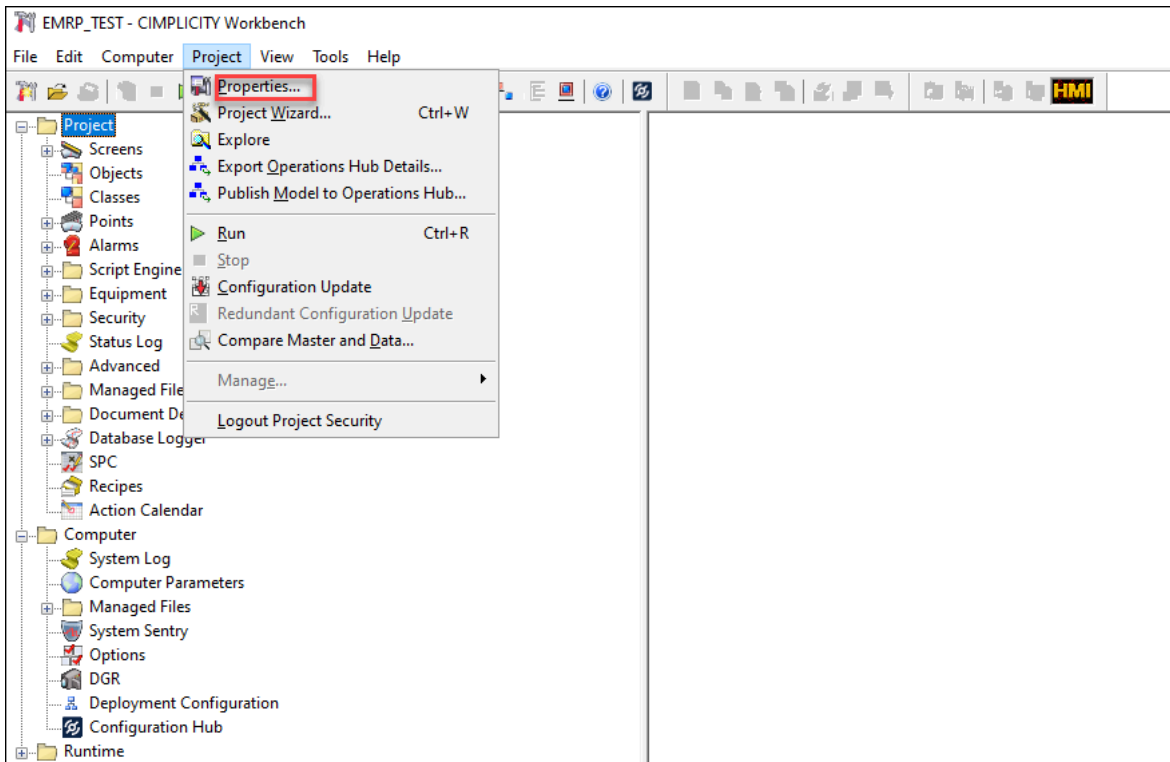 EMRP_TEST - CIMPLICITY Workbench
File Edit Computer Project View Tools Help
HMI
Properties...
Project Wizard... Ctrl+W
Explore
Export Operations Hub Details...
Publish Model to Operations Hub...
Run Ctrl+R
Stop
Configuration Update
Redundant Configuration Update
Compare Master and Data...
Manage...
Logout Project Security
Project
Screens
Objects
Classes
Points
Alarms
Script Engine
Equipment
Security
Status Log
Advanced
Managed File
Document De
Database Logger
SPC
Recipes
Action Calendar
Computer
System Log
Computer Parameters
Managed Files
System Sentry
Options
DGR
Deployment Configuration
Configuration Hub
Runtime